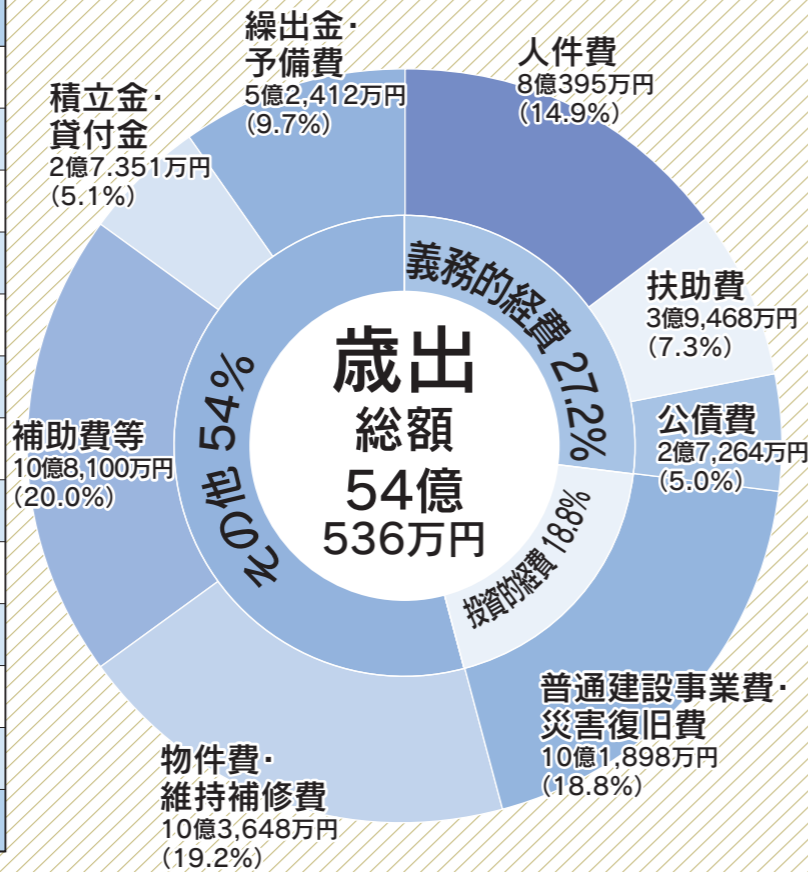 歳出
総額
54億
536万円
義務的経費 27.2%
投資的経費 18.8%
その他 54%
人件費
8億395万円
(14.9%)
扶助費
3億9,468万円
(7.3%)
公債費
2億7,264万円
(5.0%)
普通建設事業費・
災害復旧費
10億1,898万円
(18.8%)
物件費・
維持補修費
10億3,648万円
(19.2%)
補助費等
10億8,100万円
(20.0%)
積立金・
貸付金
2億7.351万円
(5.1%)
繰出金・
予備費
5億2,412万円
(9.7%)